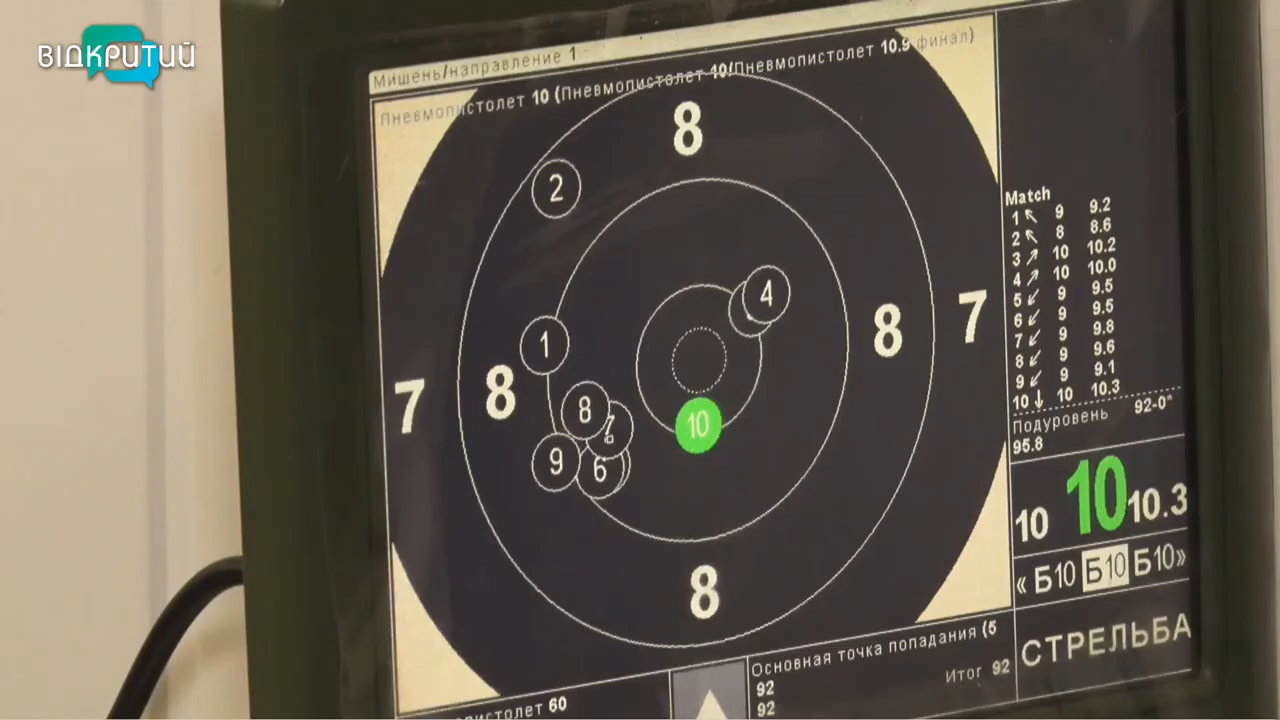 ВІДКРИТИЙ
Мишень/направление 1
Пневмопистолет 10 (Пневмопистолет 10/Пневмопистолет 10.9 финал)
8
2
4
1
8
7
7
8
8
7
10
9
6
8
Match
1 ↖ 9 9.2
2 ↖ 8 8.6
3 ↗ 10 10.2
4 ↗ 10 10.0
5 ↙ 9 9.5
6 ↙ 9 9.5
7 ↙ 9 9.8
8 ↙ 9 9.6
9 ↙ 9 9.1
10 ↓ 10 10.3
Подуровень 92-0*
95.8
10 10 10.3
« Б10 Б10 Б10»
СТРЕЛЬБА
Основная точка попадания (5
92 Итог 92
92
пистолет 60